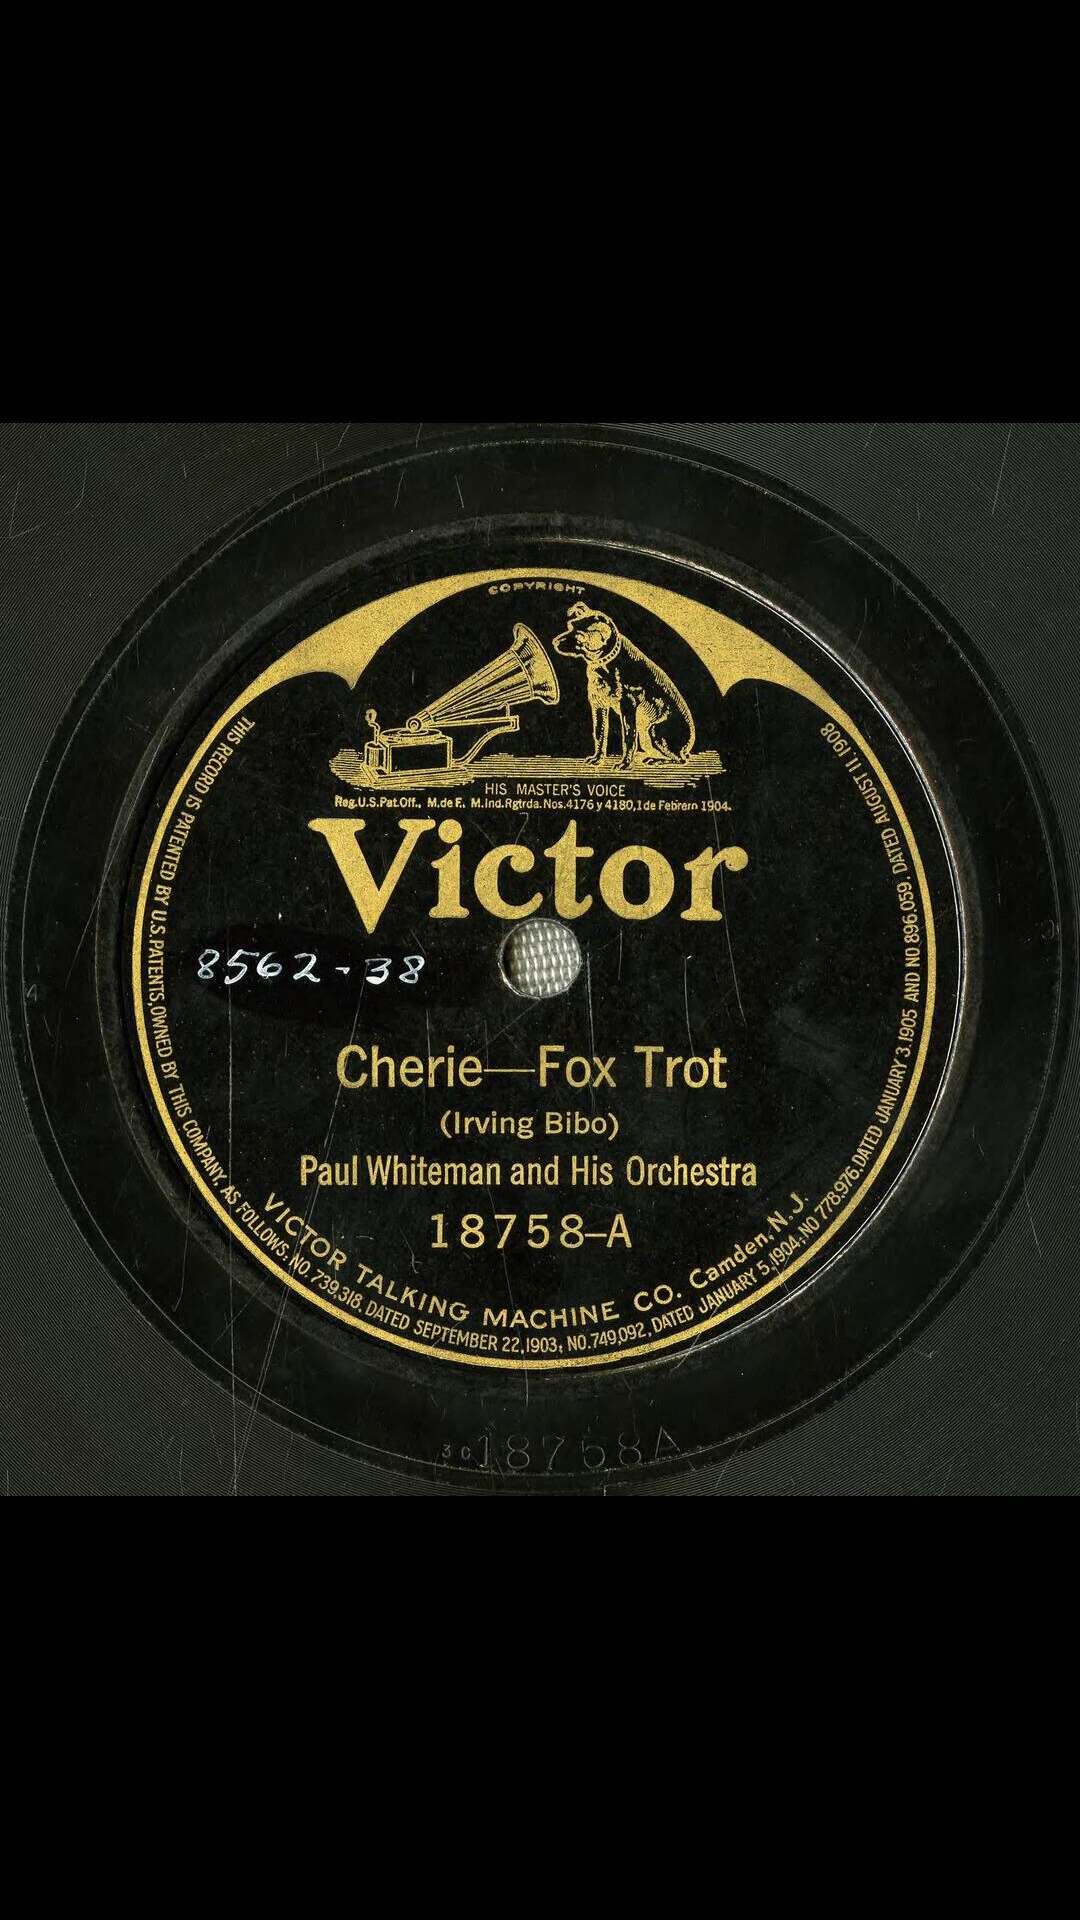 COPYRIGHT
HIS MASTER'S VOICE
Reg.U.S.Pat.Off., M.de F., M.Ind.Rgtrda.Nos.4176 y 4180,1 de Febrero 1904.
Victor
8562-38
Cherie—Fox Trot
(Irving Bibo)
Paul Whiteman and His Orchestra
18758-A
VICTOR TALKING MACHINE CO. Camden, N. J.
THIS RECORD IS PATENTED BY U.S. PATENTS, OWNED BY THIS COMPANY, AS FOLLOWS: NO. 739,318, DATED SEPTEMBER 22, 1903; NO. 749,092, DATED JANUARY 5, 1904; NO 778,976, DATED JANUARY 3, 1905 AND NO 896,059, DATED AUGUST 11, 1908
30 18758A
4